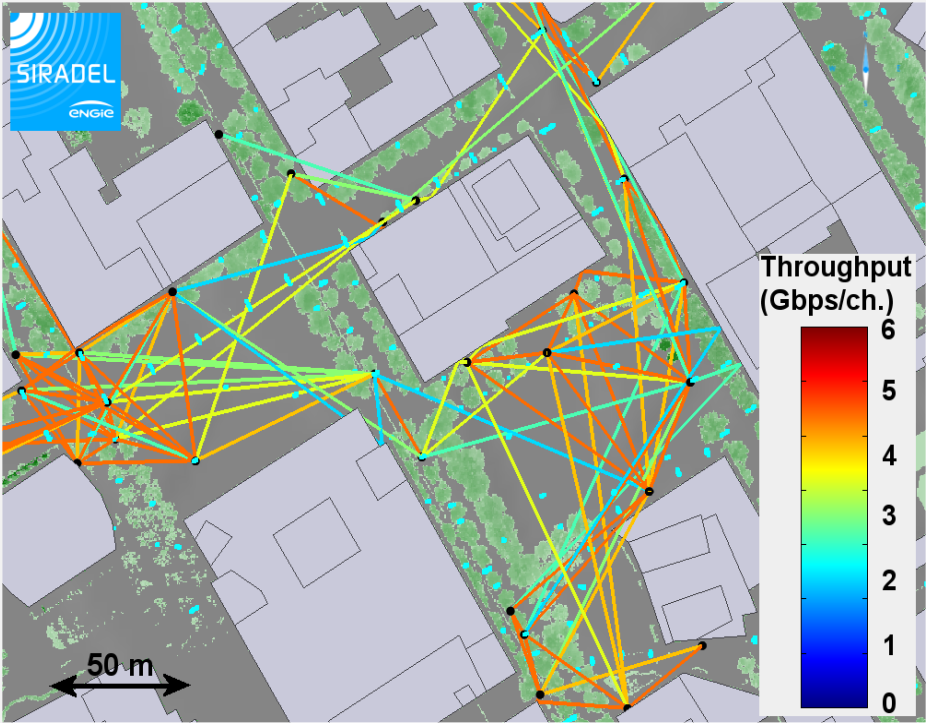 SIRADEL
ENGIE
Throughput
(Gbps/ch.)
6
5
4
3
2
1
0
50 m